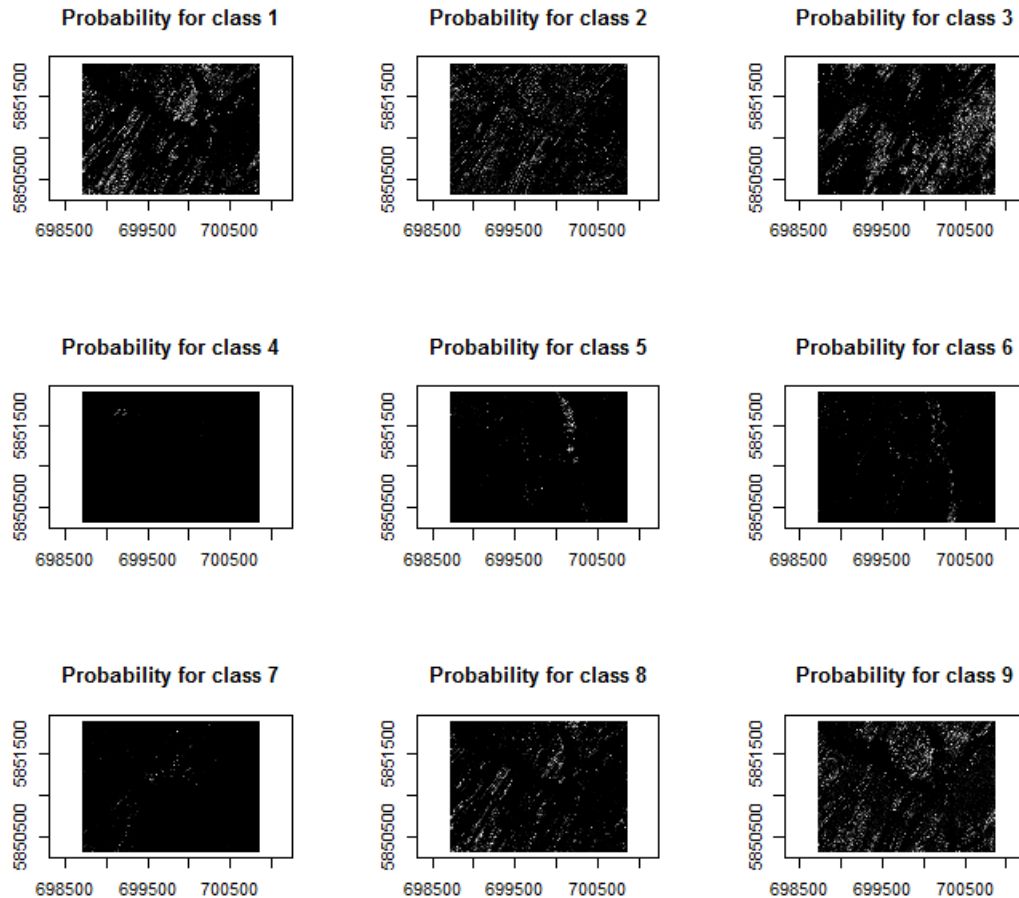 Probability for class 1
5851500
5850500
698500 699500 700500
Probability for class 2
5851500
5850500
698500 699500 700500
Probability for class 3
5851500
5850500
698500 699500 700500
Probability for class 4
5851500
5850500
698500 699500 700500
Probability for class 5
5851500
5850500
698500 699500 700500
Probability for class 6
5851500
5850500
698500 699500 700500
Probability for class 7
5851500
5850500
698500 699500 700500
Probability for class 8
5851500
5850500
698500 699500 700500
Probability for class 9
5851500
5850500
698500 699500 700500